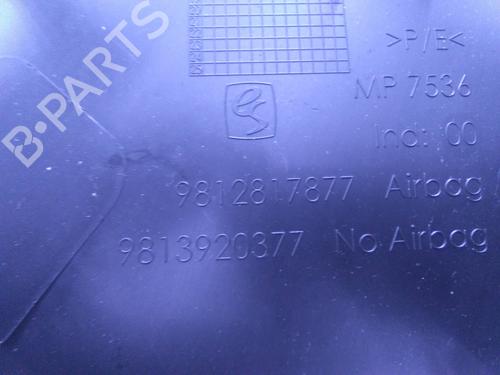 B-PARTS
>P/E<
MP 7536
Ind: 00
9812817877 Airbag
9813920377 No Airbag